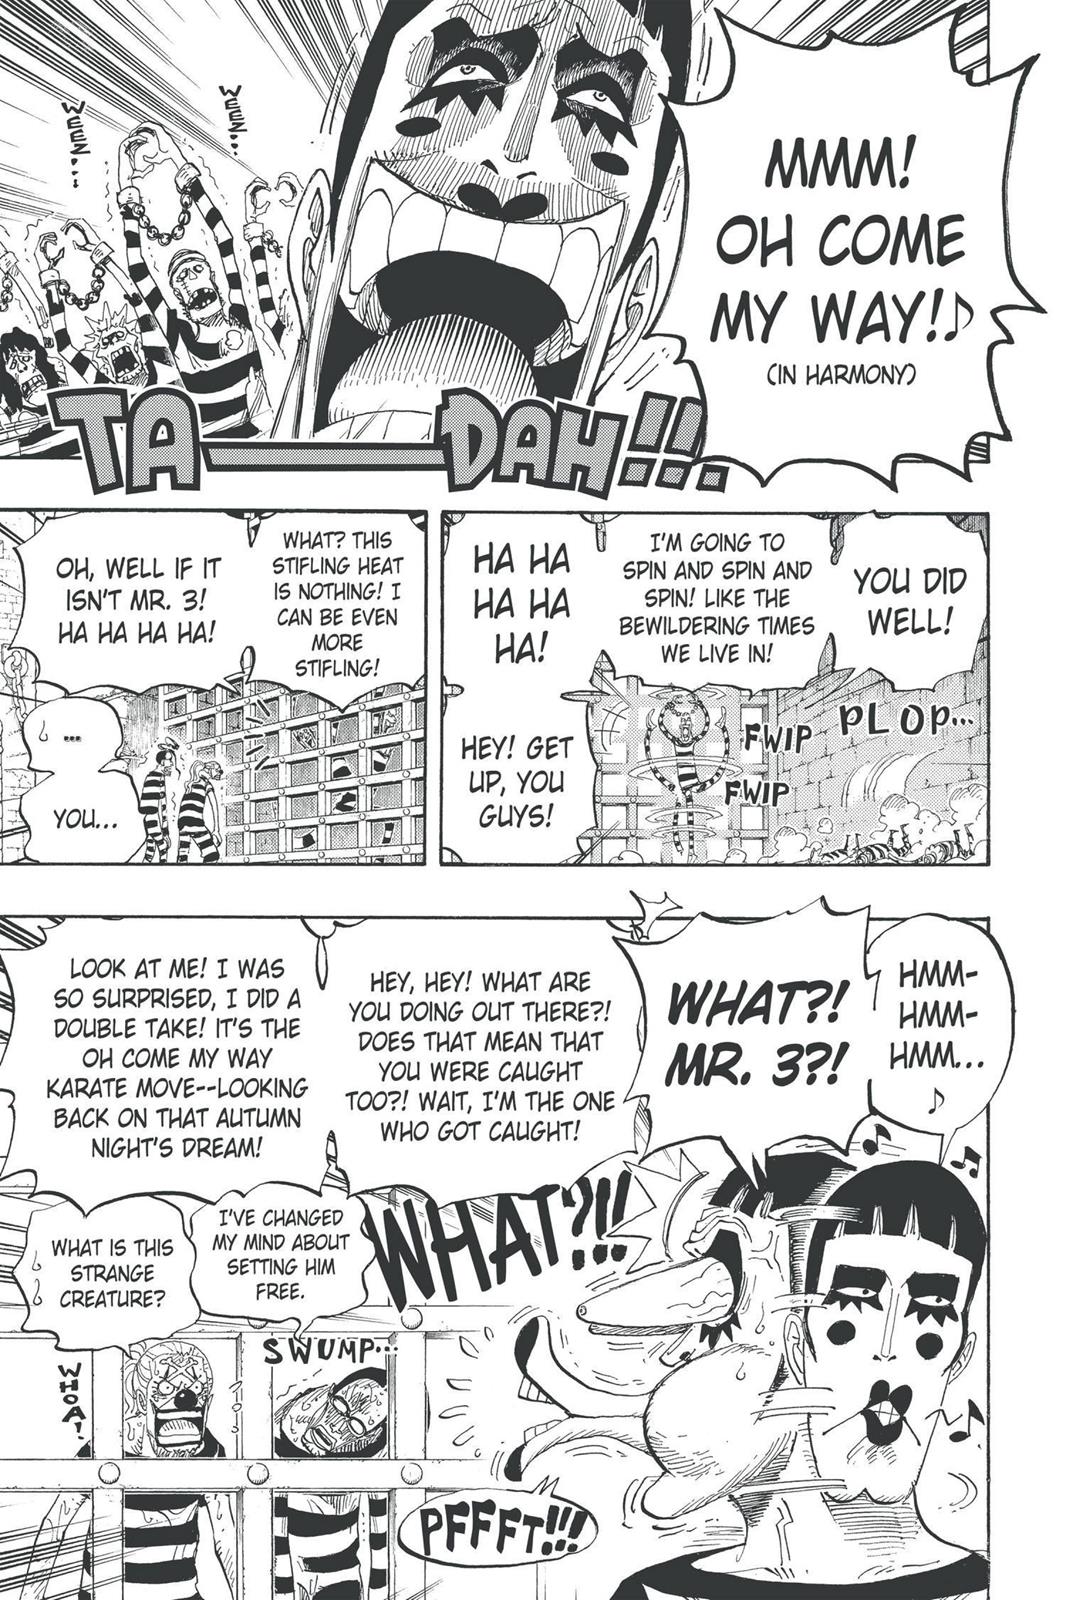 MMM!
OH COME
MY WAY!♪
(IN HARMONY)
WEEZ..
WEEZ..
TA——DAH!!.
YOU DID
WELL!
I'M GOING TO
SPIN AND SPIN AND
SPIN! LIKE THE
BEWILDERING TIMES
WE LIVE IN!
HA HA
HA HA
HA!
HEY! GET
UP, YOU
GUYS!
FWIP
FWIP
PLOP...
WHAT? THIS
STIFLING HEAT
IS NOTHING! I
CAN BE EVEN
MORE
STIFLING!
OH, WELL IF IT
ISN'T MR. 3!
HA HA HA HA!
...
YOU...
HMM-
HMM-
HMM...
♪
WHAT?!
MR. 3?!
HEY, HEY! WHAT ARE
YOU DOING OUT THERE?!
DOES THAT MEAN THAT
YOU WERE CAUGHT
TOO?! WAIT, I'M THE ONE
WHO GOT CAUGHT!
LOOK AT ME! I WAS
SO SURPRISED, I DID A
DOUBLE TAKE! IT'S THE
OH COME MY WAY
KARATE MOVE--LOOKING
BACK ON THAT AUTUMN
NIGHT'S DREAM!
WHAT?!!
I'VE CHANGED
MY MIND ABOUT
SETTING HIM
FREE.
WHAT IS THIS
STRANGE
CREATURE?
SWUMP...
WHOA!
PFFFT!!!